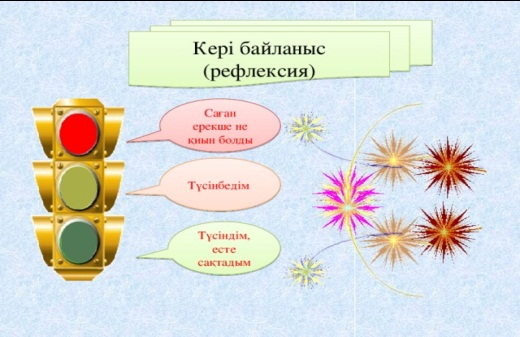 Кері байланыс
(рефлексия)
Саған
ерекше не
қиын болды
Түсінбедім
Түсіндім,
есте
сақтадым